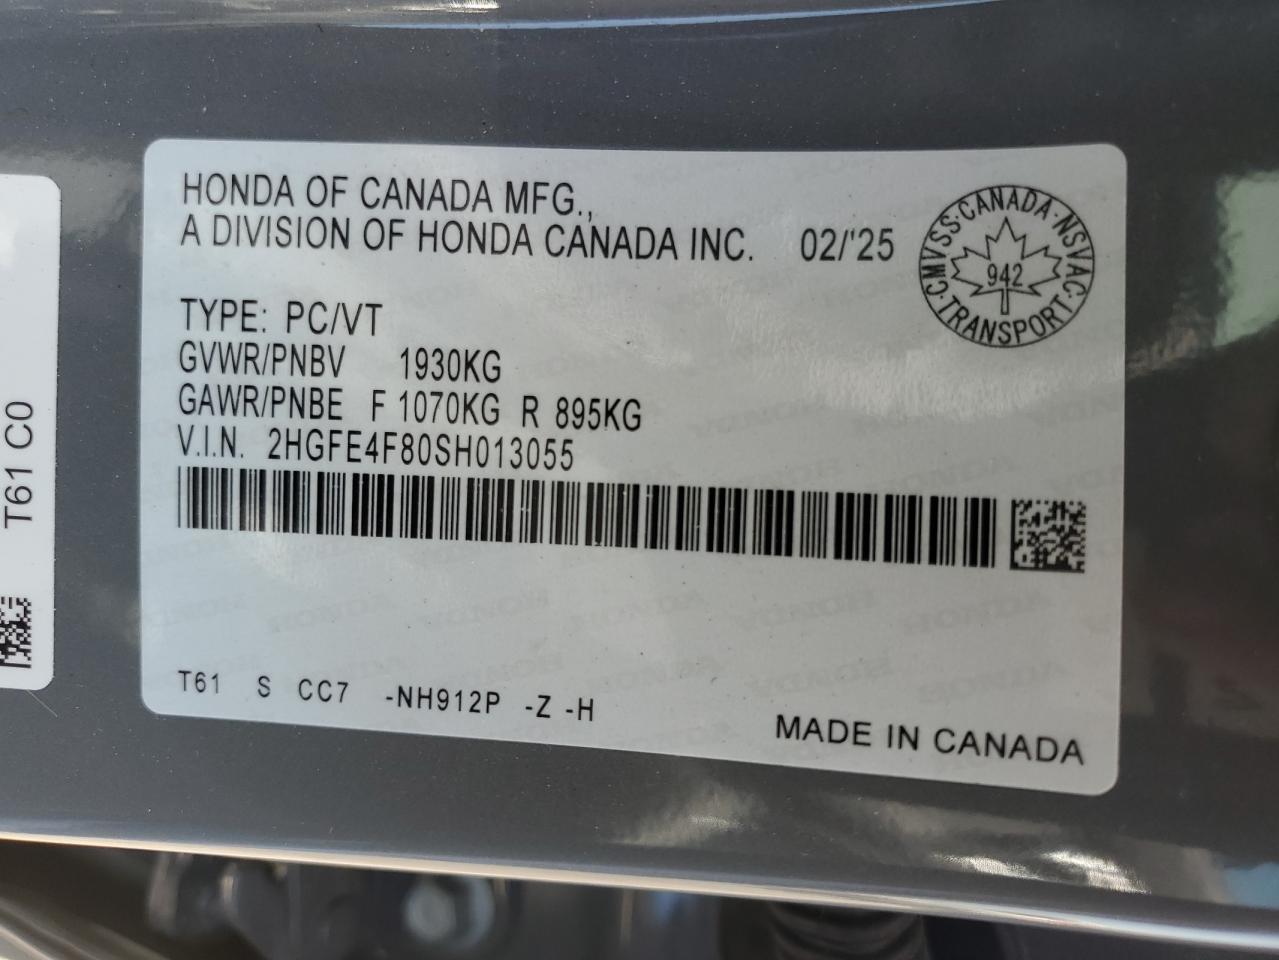 HONDA OF CANADA MFG.,
A DIVISION OF HONDA CANADA INC. 02/'25
CMVSS·CANADA·NSVAC·TRANSPORT·
942
TYPE: PC/VT
GVWR/PNBV 1930KG
GAWR/PNBE F 1070KG R 895KG
V.I.N. 2HGFE4F80SH013055
T61 S CC7 -NH912P -Z -H
MADE IN CANADA
T61 C0